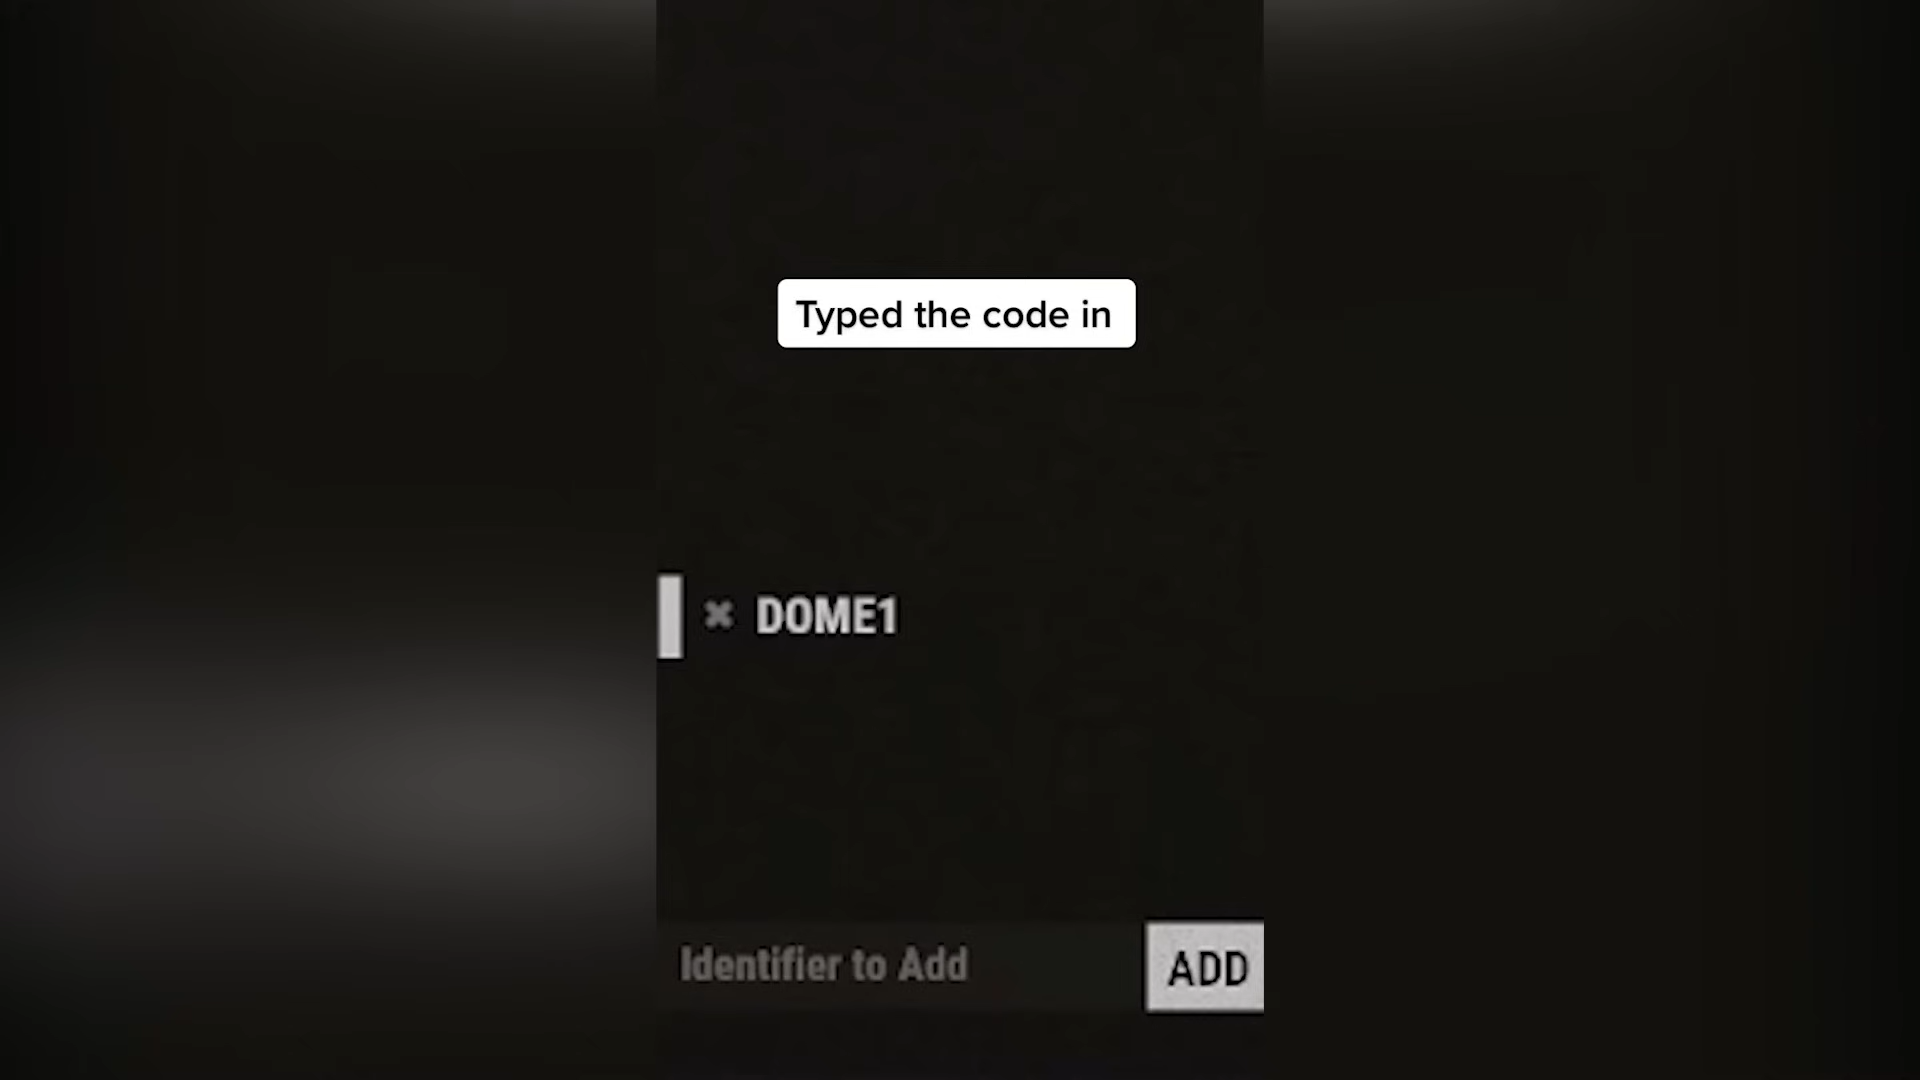 Typed the code in
✖ DOME1
Identifier to Add
ADD